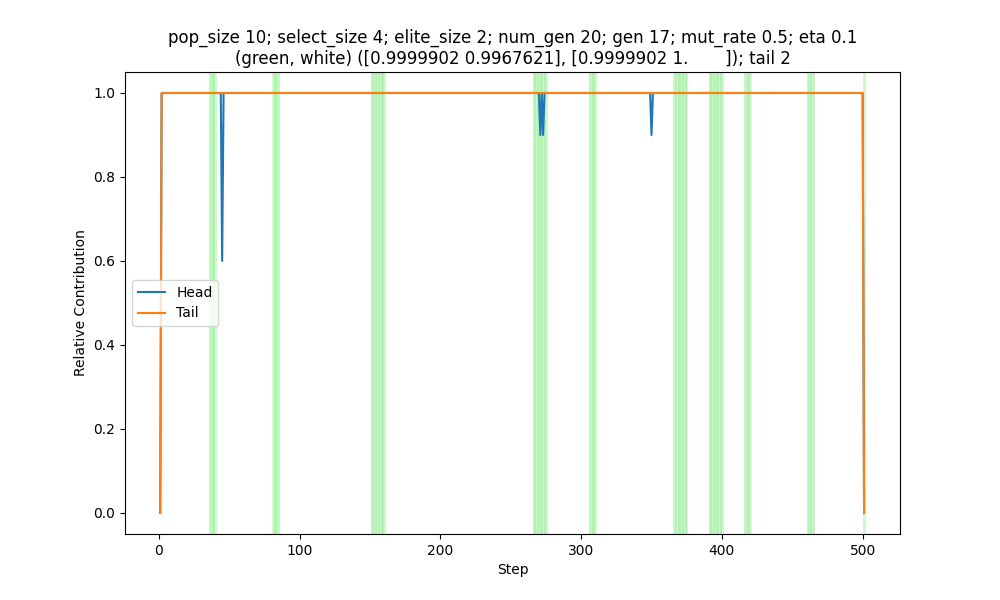 pop_size 10; select_size 4; elite_size 2; num_gen 20; gen 17; mut_rate 0.5; eta 0.1
(green, white) ([0.9999902 0.9967621], [0.9999902 1.       ]); tail 2
1.0
0.8
0.6
0.4
0.2
0.0
Relative Contribution
Head
Tail
0 100 200 300 400 500
Step